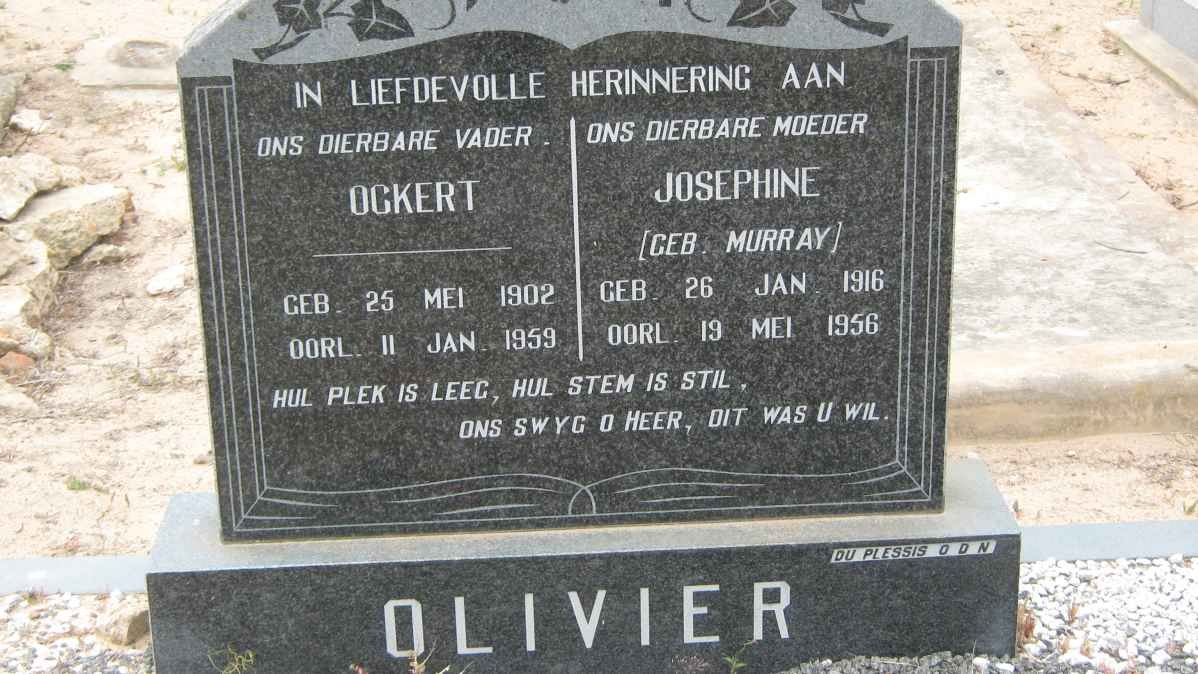 IN LIEFDEVOLLE HERINNERING AAN
ONS DIERBARE VADER.
OCKERT
GEB. 25 MEI 1902
OORL. 11 JAN. 1959
ONS DIERBARE MOEDER
JOSEPHINE
[GEB. MURRAY]
GEB. 26 JAN. 1916
OORL. 19 MEI 1956
HUL PLEK IS LEEG, HUL STEM IS STIL,
ONS SWYG O HEER, DIT WAS U WIL.
DU PLESSIS O D N
OLIVIER